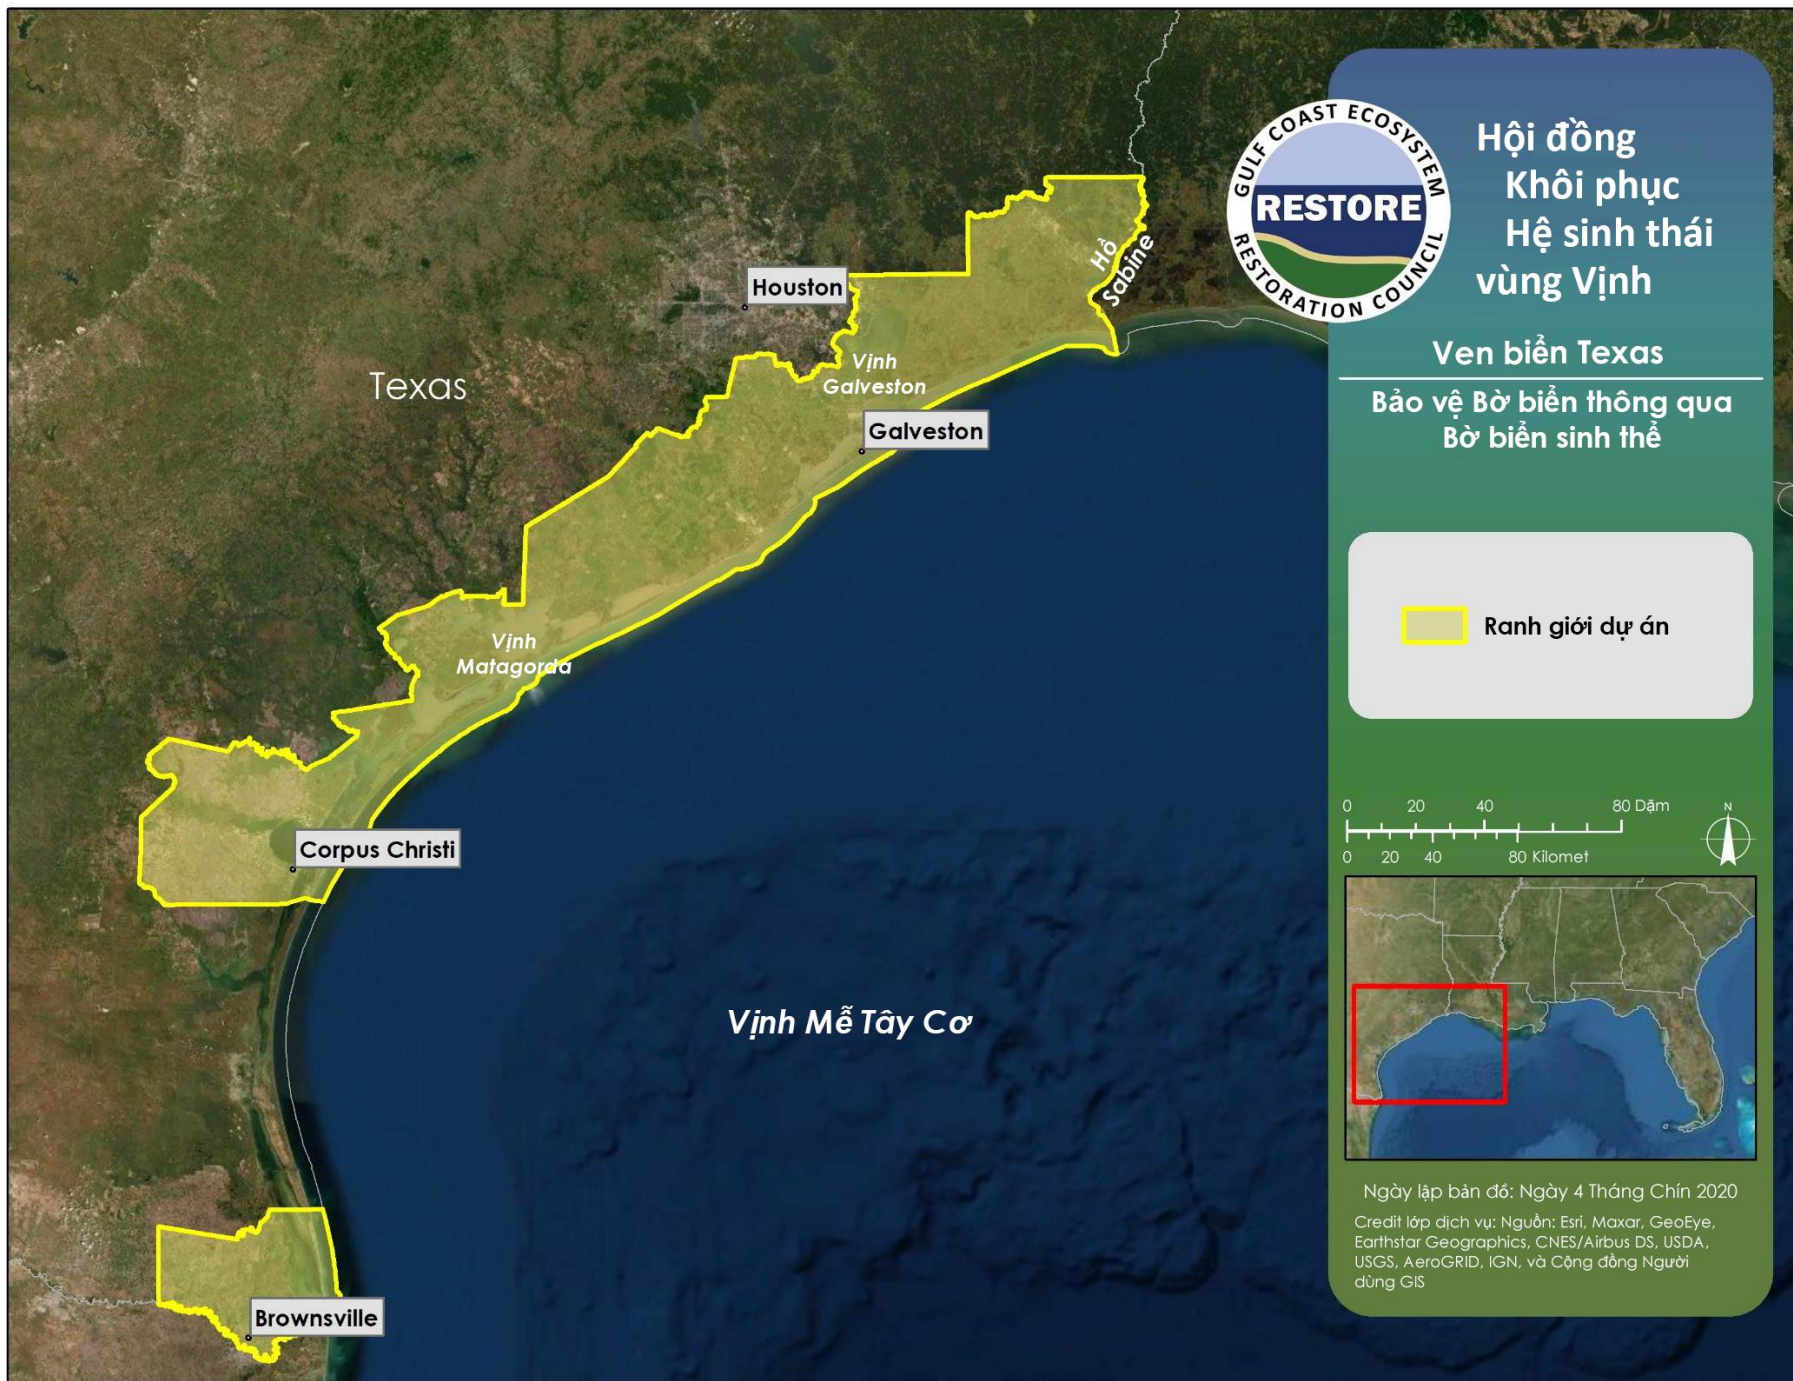 GULF COAST ECOSYSTEM
RESTORATION COUNCIL
RESTORE
Hội đồng
Khôi phục
Hệ sinh thái
vùng Vịnh
Ven biển Texas
Bảo vệ Bờ biển thông qua
Bờ biển sinh thể
Ranh giới dự án
0 20 40 80 Dặm
N
0 20 40 80 Kilomet
Ngày lập bản đồ: Ngày 4 Tháng Chín 2020
Credit lớp dịch vụ: Nguồn: Esri, Maxar, GeoEye,
Earthstar Geographics, CNES/Airbus DS, USDA,
USGS, AeroGRID, IGN, và Cộng đồng Người
dùng GIS
Hồ
Sabine
Houston
Vịnh
Galveston
Texas
Galveston
Vịnh
Matagorda
Corpus Christi
Vịnh Mễ Tây Cơ
Brownsville